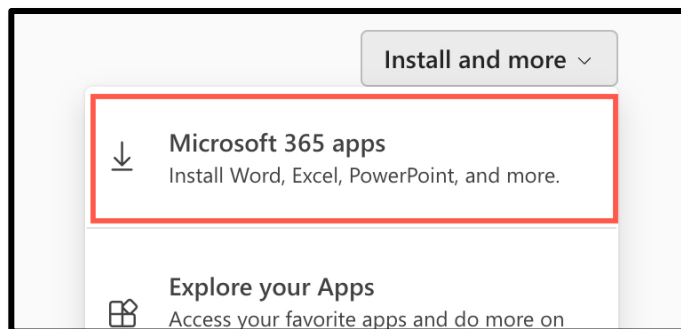 Install and more
Microsoft 365 apps
Install Word, Excel, PowerPoint, and more.
Explore your Apps
Access your favorite apps and do more on